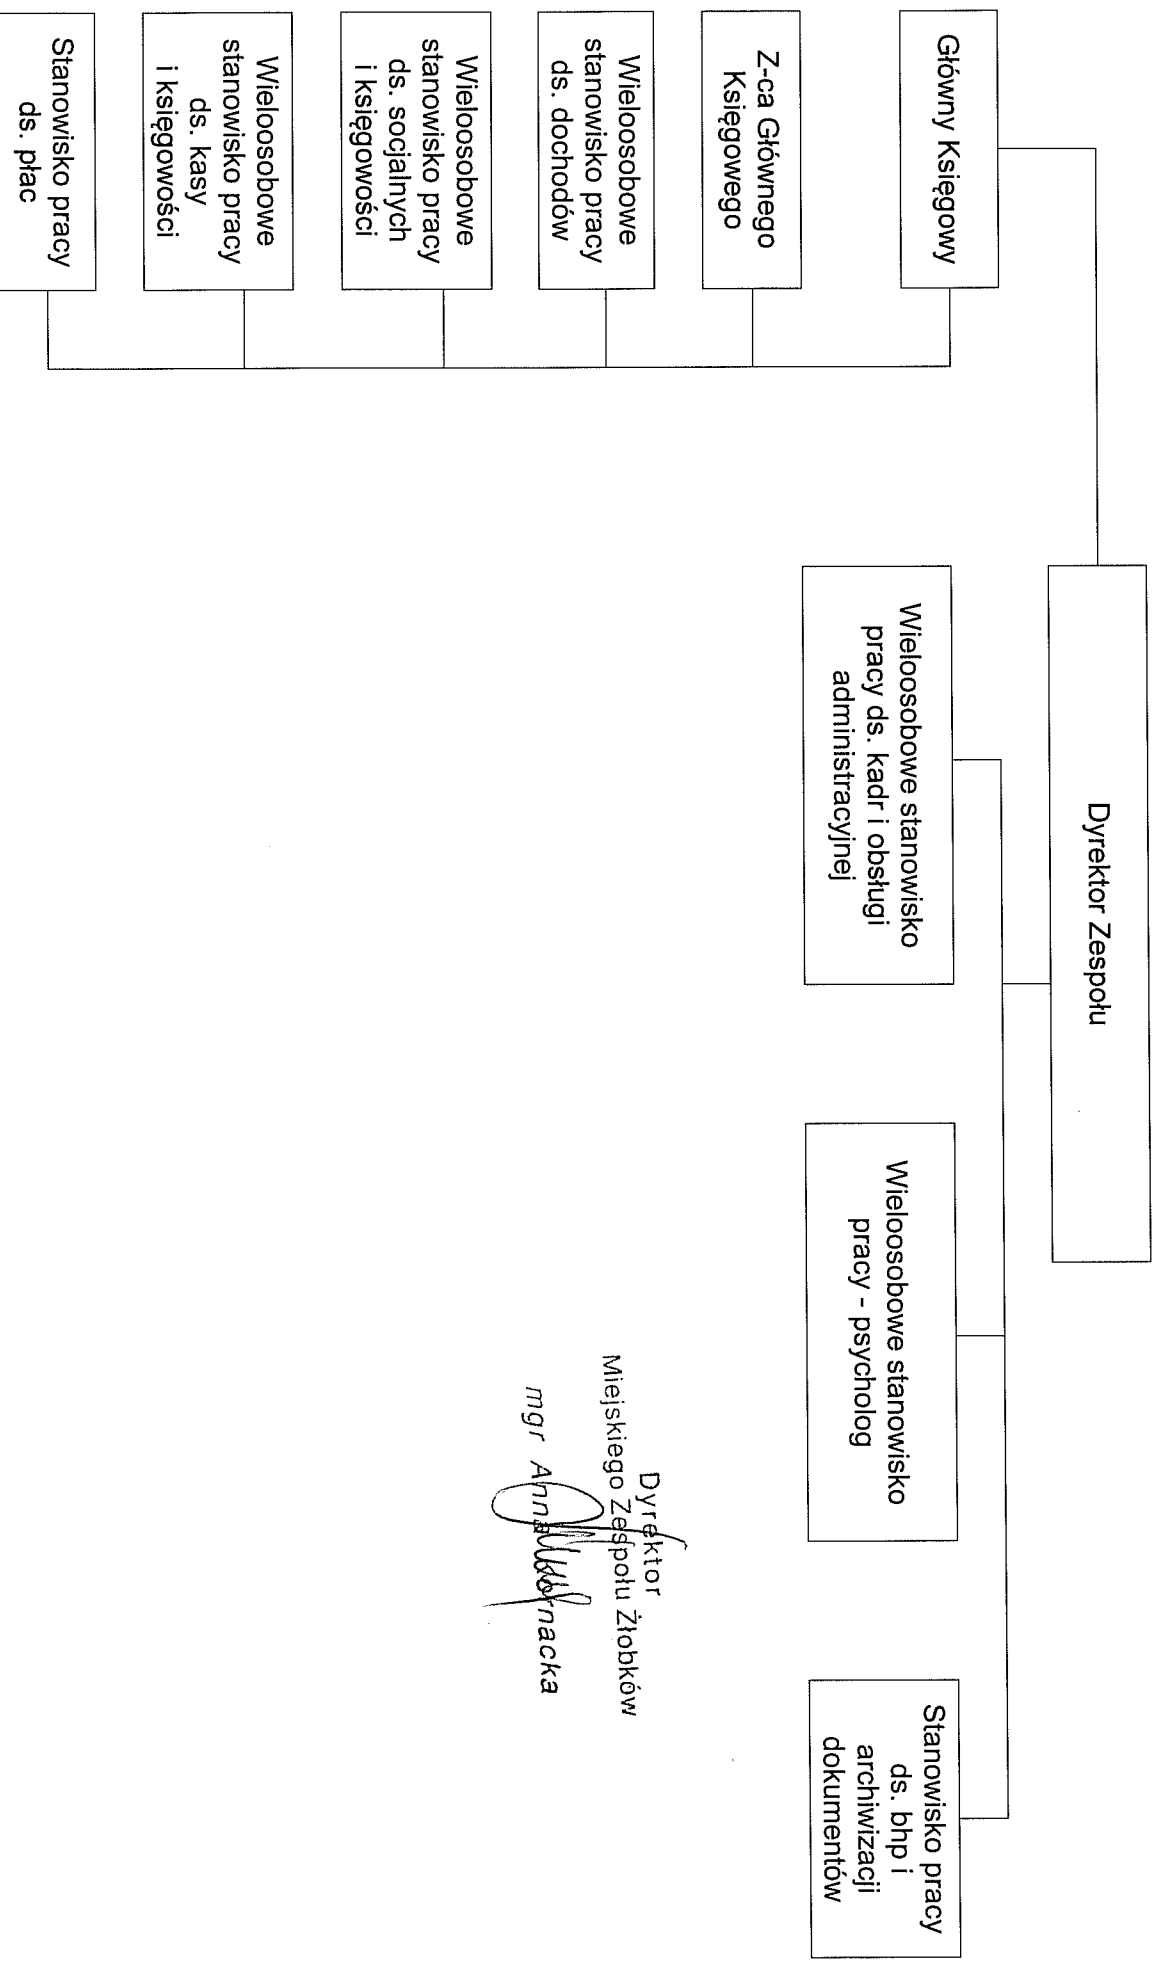 Dyrektor Zespołu
Główny Księgowy
Z-ca Głównego
Księgowego
Wieloosobowe
stanowisko pracy
ds. dochodów
Wieloosobowe
stanowisko pracy
ds. socjalnych
i księgowości
Wieloosobowe
stanowisko pracy
ds. kasy
i księgowości
Stanowisko pracy
ds. płac
Wieloosobowe stanowisko
pracy ds. kadr i obsługi
administracyjnej
Wieloosobowe stanowisko
pracy - psycholog
Stanowisko pracy
ds. bhp i
archiwizacji
dokumentów
Dyrektor
Miejskiego Zespołu Żłobków
mgr Anna